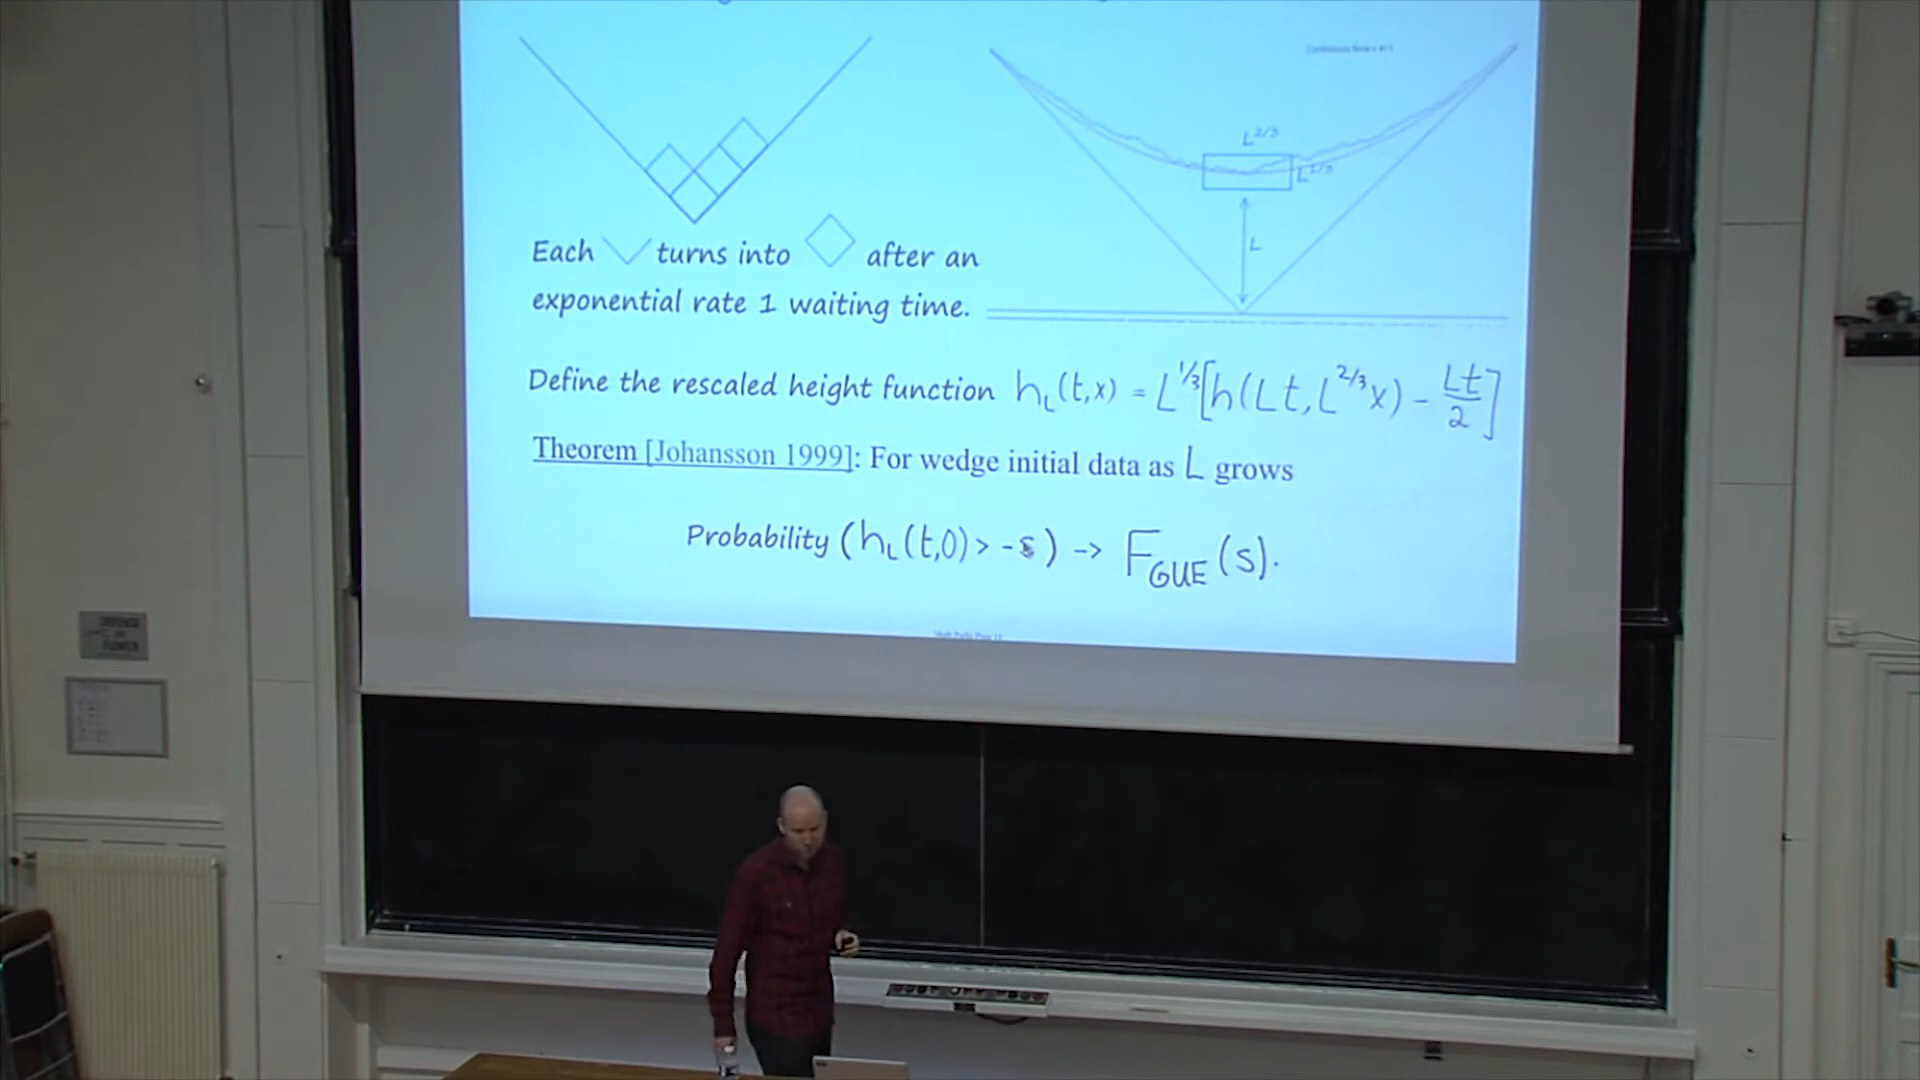 L^{2/3}
L^{1/3}
L
Each turns into after an
exponential rate 1 waiting time.
Define the rescaled height function h_L(t,x) = L^{1/3}[h(Lt, L^{2/3}x) - Lt/2]
Theorem [Johansson 1999]: For wedge initial data as L grows
Probability (h_L(t,0) > -s) -> F_{GUE}(s).